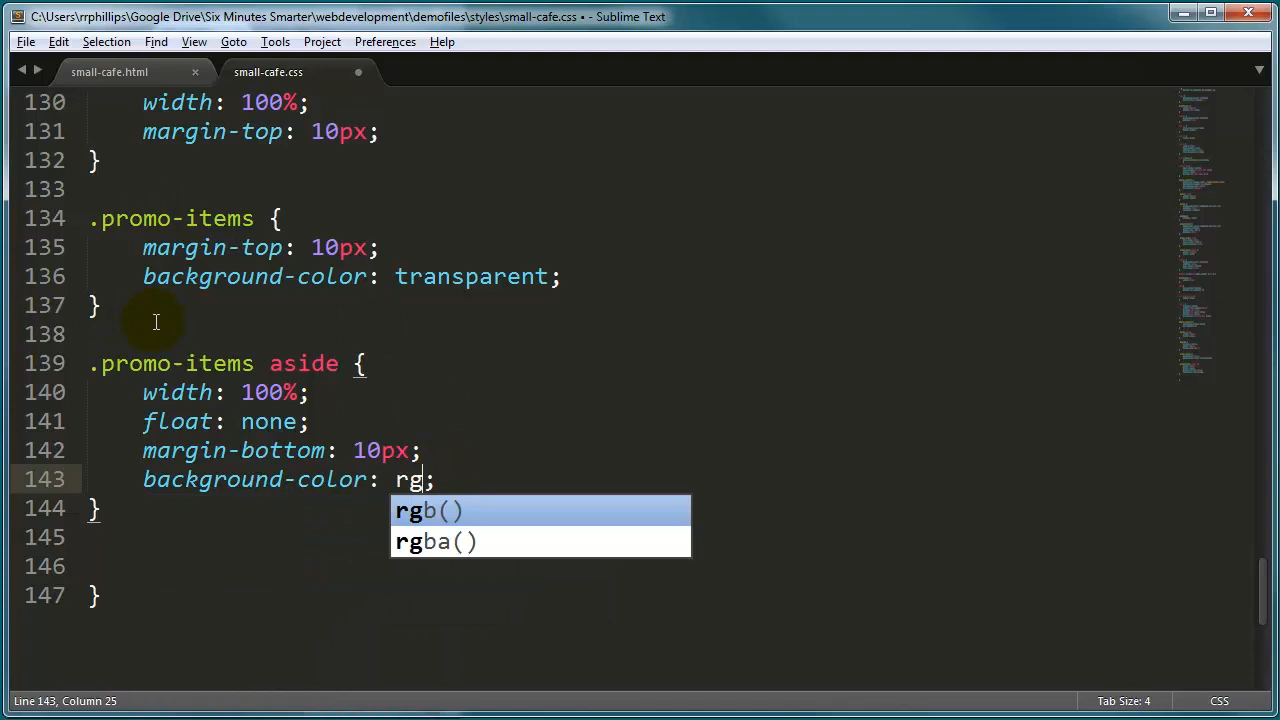 C:\Users\rrphillips\Google Drive\Six Minutes Smarter\webdevelopment\demofiles\styles\small-cafe.css • - Sublime Text
File Edit Selection Find View Goto Tools Project Preferences Help
small-cafe.html × small-cafe.css
130 width: 100%;
131 margin-top: 10px;
132 }
133
134 .promo-items {
135 margin-top: 10px;
136 background-color: transparent;
137 }
138
139 .promo-items aside {
140 width: 100%;
141 float: none;
142 margin-bottom: 10px;
143 background-color: rg;
144 }
rgb()
rgba()
145
146
147 }
Line 143, Column 25 Tab Size: 4 CSS